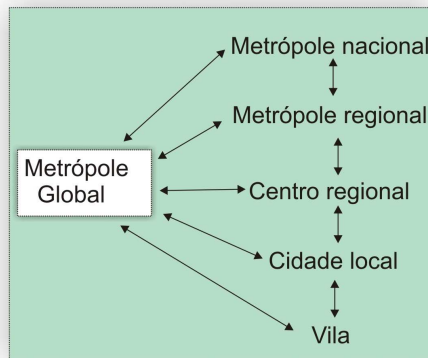 Metrópole nacional
Metrópole regional
Metrópole
Global
Centro regional
Cidade local
Vila